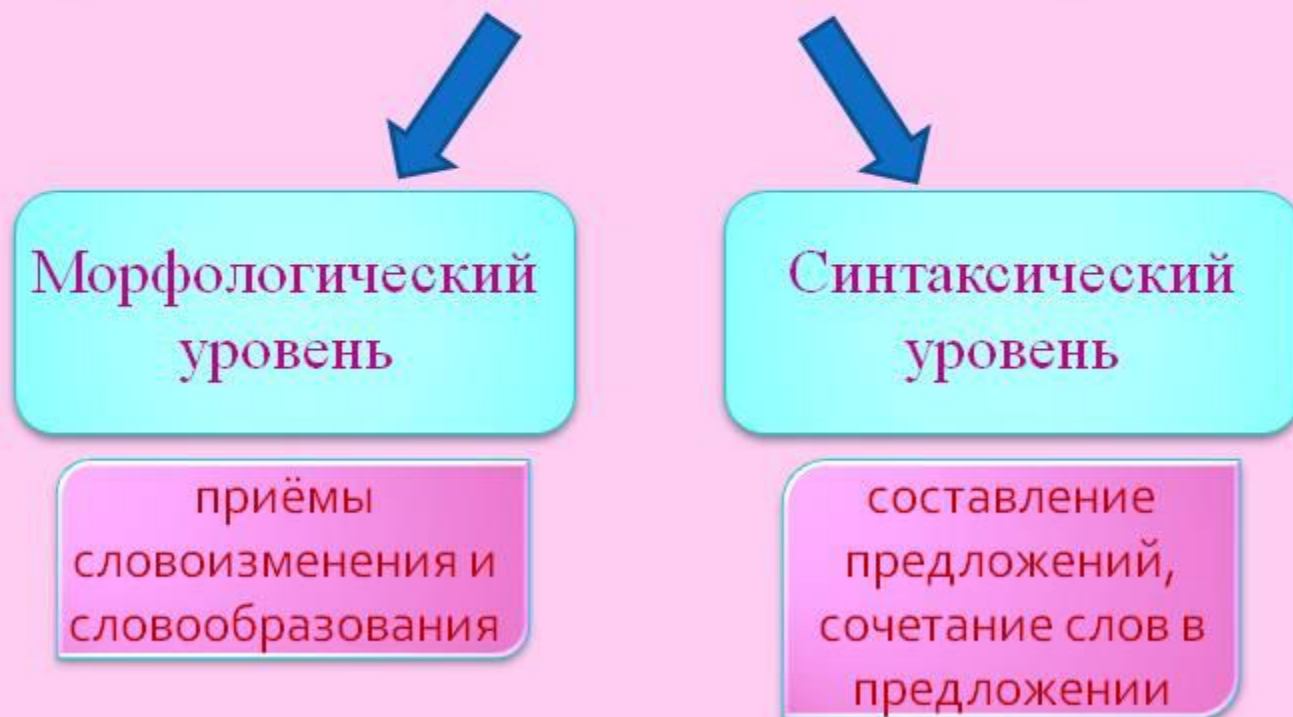 Морфологический
уровень
приёмы
словоизменения и
словообразования
Синтаксический
уровень
составление
предложений,
сочетание слов в
предложении